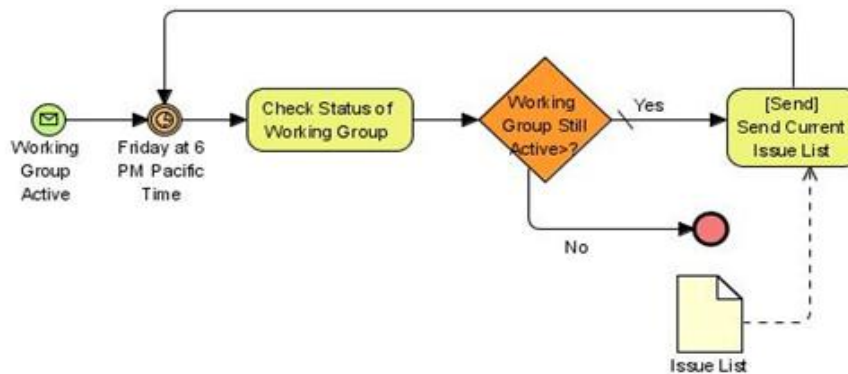 Working
Group
Active
Friday at 6
PM Pacific
Time
Check Status of
Working Group
Working
Group Still
Active>?
Yes
No
[Send]
Send Current
Issue List
Issue List